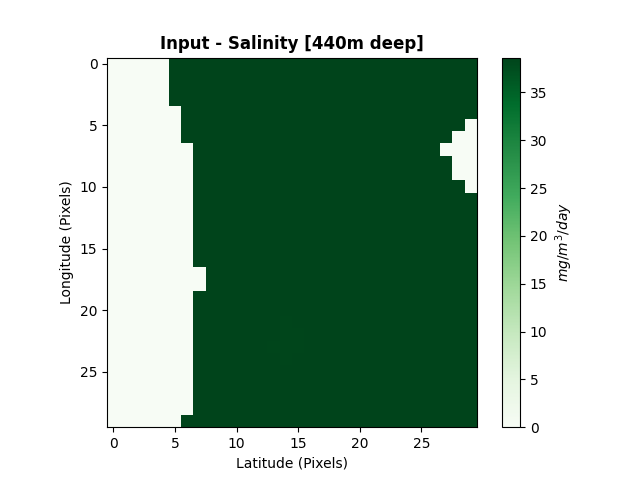 Input - Salinity [440m deep]
0
5
10
15
20
25
Longitude (Pixels)
0 5 10 15 20 25
Latitude (Pixels)
35
30
25
20
15
10
5
0
mg/m³/day